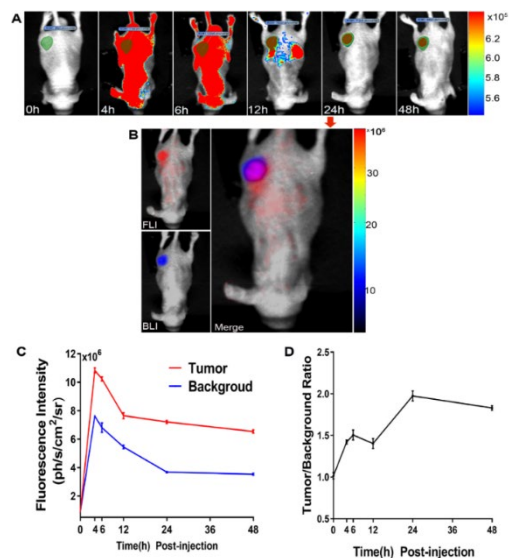 A
0h
4h
6h
12h
24h
48h
×10⁵
6.2
6.0
5.8
5.6
B
FLI
BLI
Merge
×10⁶
30
20
10
C
Fluorescence Intensity
(ph/s/cm²/sr)
×10⁶
12
10
8
6
4
2
0
Tumor
Backgroud
0 4 6 12 24 36 48
Time(h) Post-injection
D
Tumor/Background Ratio
2.5
2.0
1.5
1.0
0.5
0 4 6 12 24 36 48
Time(h) Post-injection